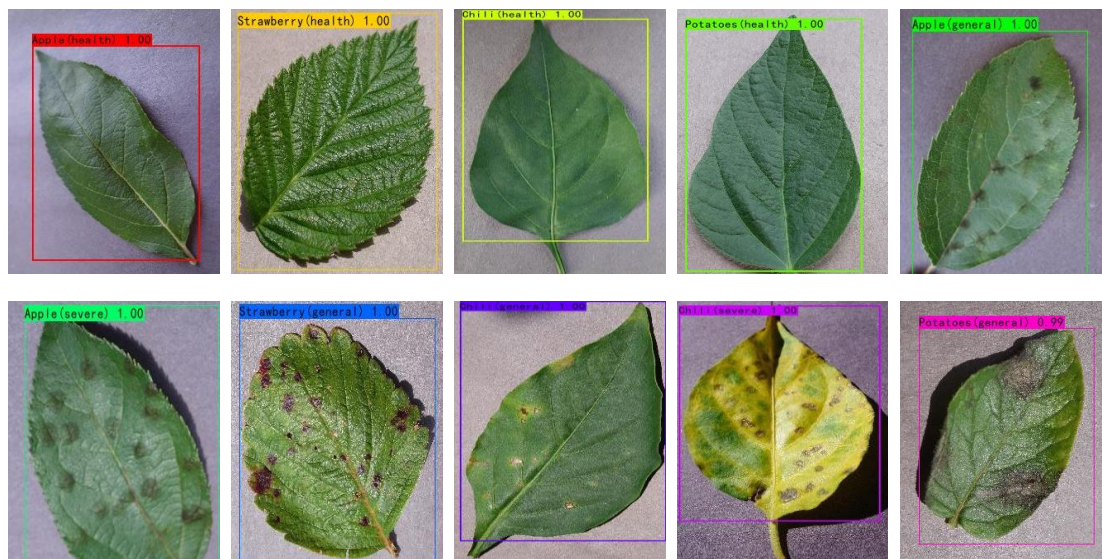 Apple(health) 1.00
Strawberry(health) 1.00
Chili(health) 1.00
Potatoes(health) 1.00
Apple(general) 1.00
Apple(severe) 1.00
Strawberry(general) 1.00
Chili(general) 1.00
Chili(severe) 1.00
Potatoes(general) 0.99